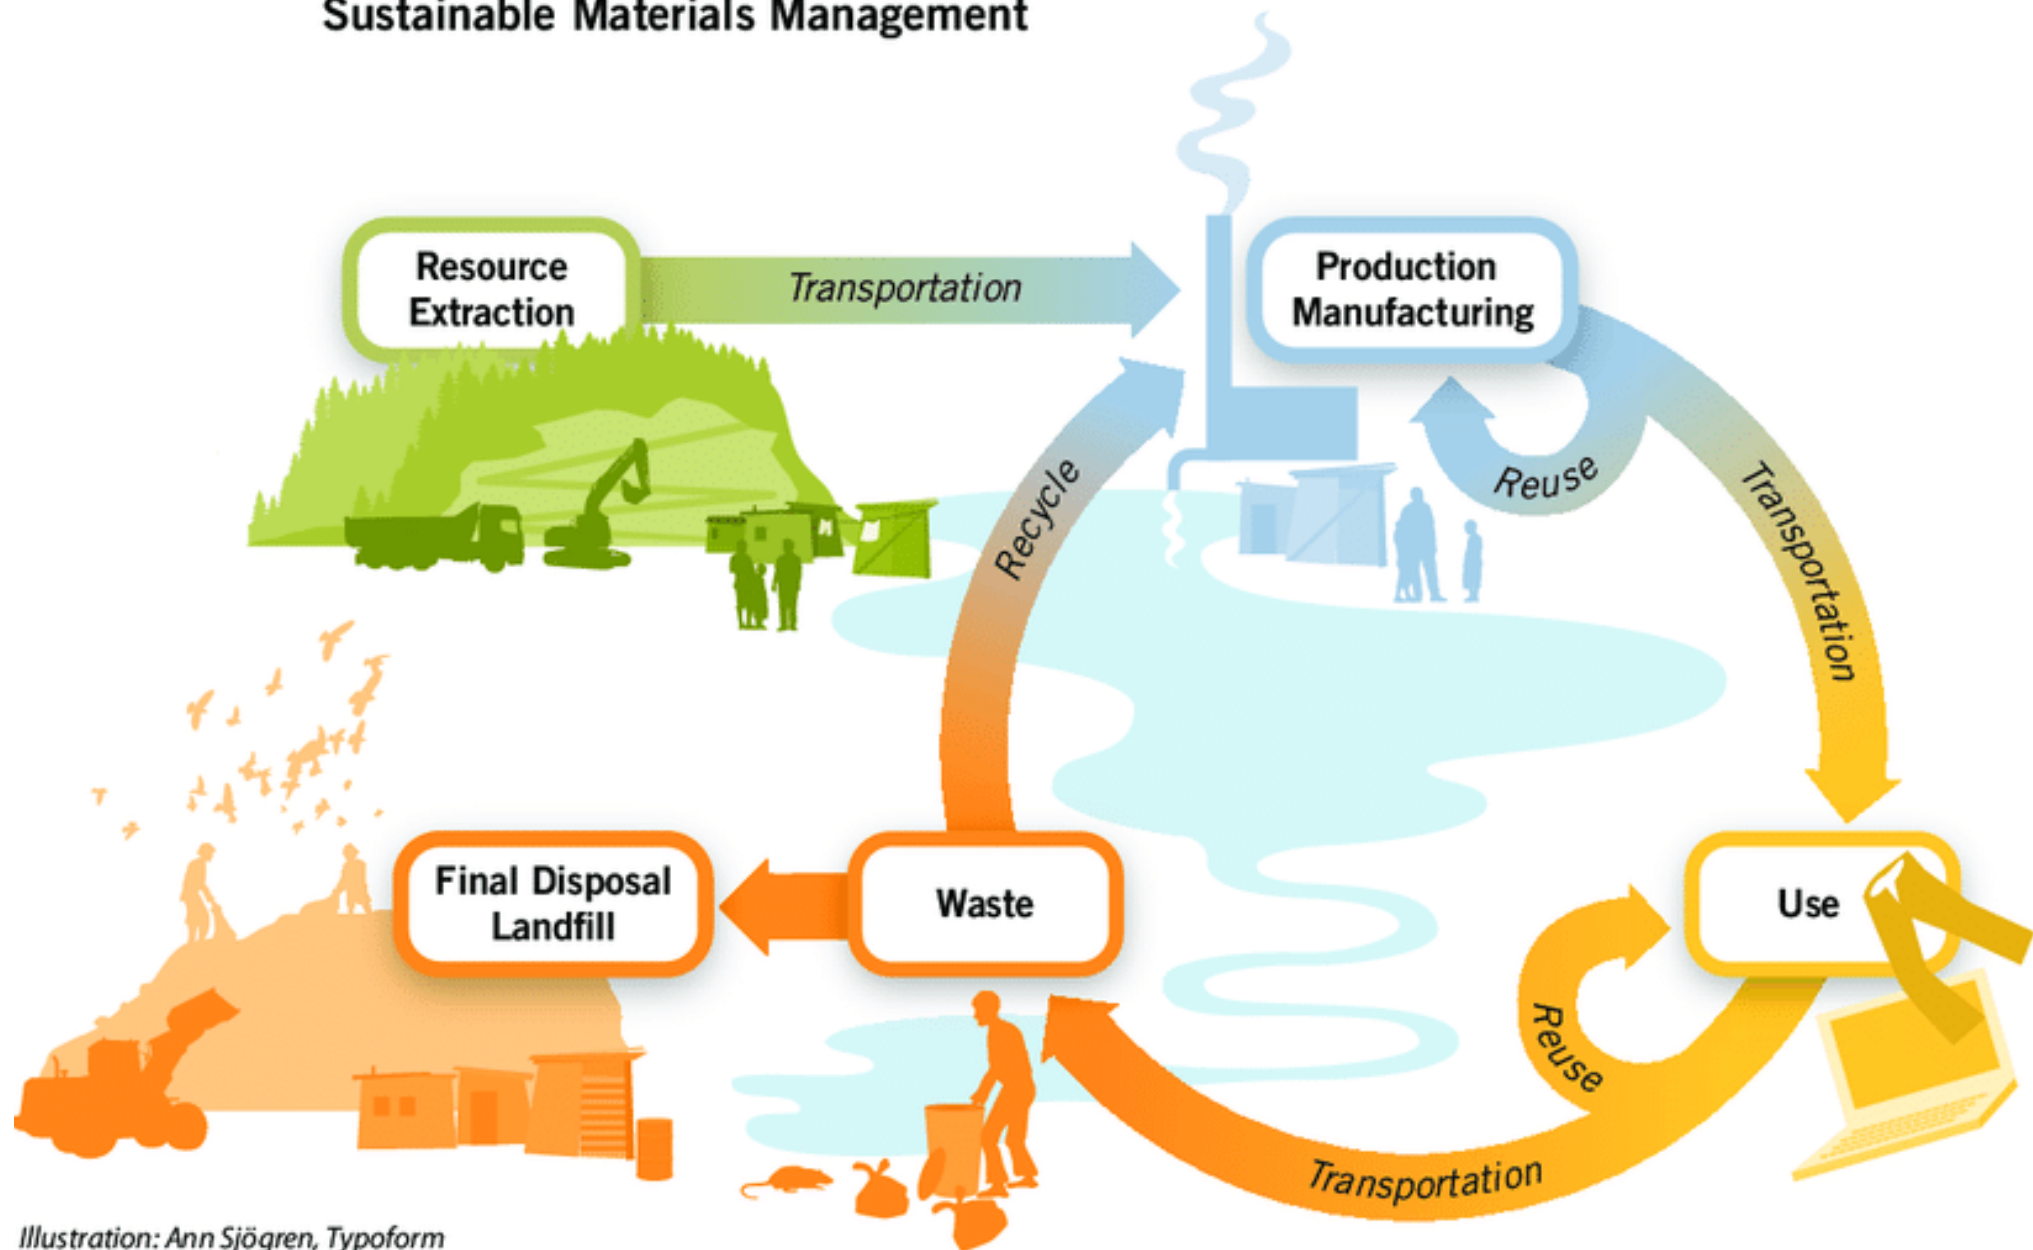 Sustainable Materials Management
Resource
Extraction
Transportation
Production
Manufacturing
Reuse
Transportation
Recycle
Final Disposal
Landfill
Waste
Use
Reuse
Transportation
Illustration: Ann Sjögren, Typoform